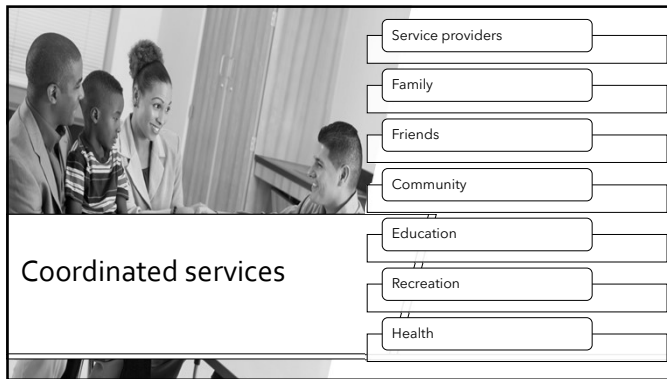 Coordinated services
Service providers
Family
Friends
Community
Education
Recreation
Health